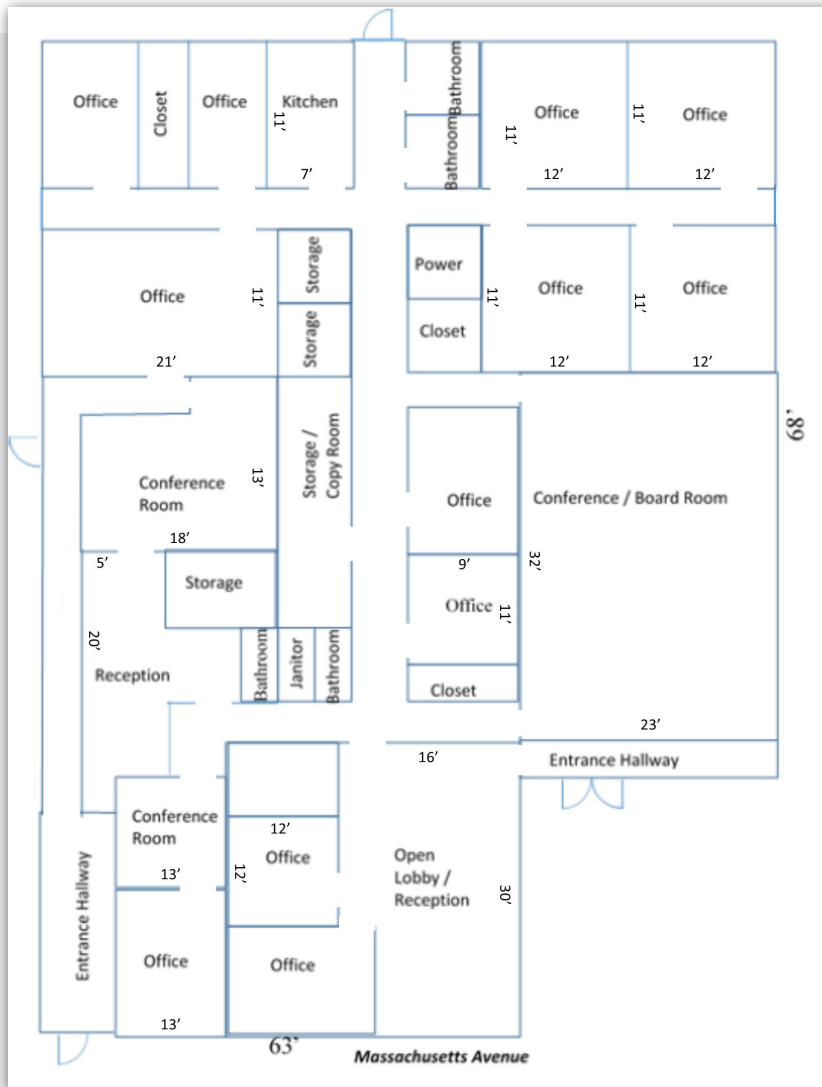 Office
Closet
Office
Kitchen
11'
7'
Bathroom
Bathroom
Office
11'
12'
Office
11'
12'
Office
11'
21'
Storage
Storage
Power
Closet
Office
11'
12'
Office
11'
12'
Conference
Room
13'
18'
5'
Storage /
Copy Room
Office
9'
Conference / Board Room
32'
89'
Storage
20'
Reception
Bathroom
Janitor
Bathroom
Office
11'
Closet
23'
Entrance Hallway
16'
Conference
Room
13'
12'
Office
12'
Open
Lobby /
Reception
30'
Entrance Hallway
Office
13'
Office
63'
Massachusetts Avenue